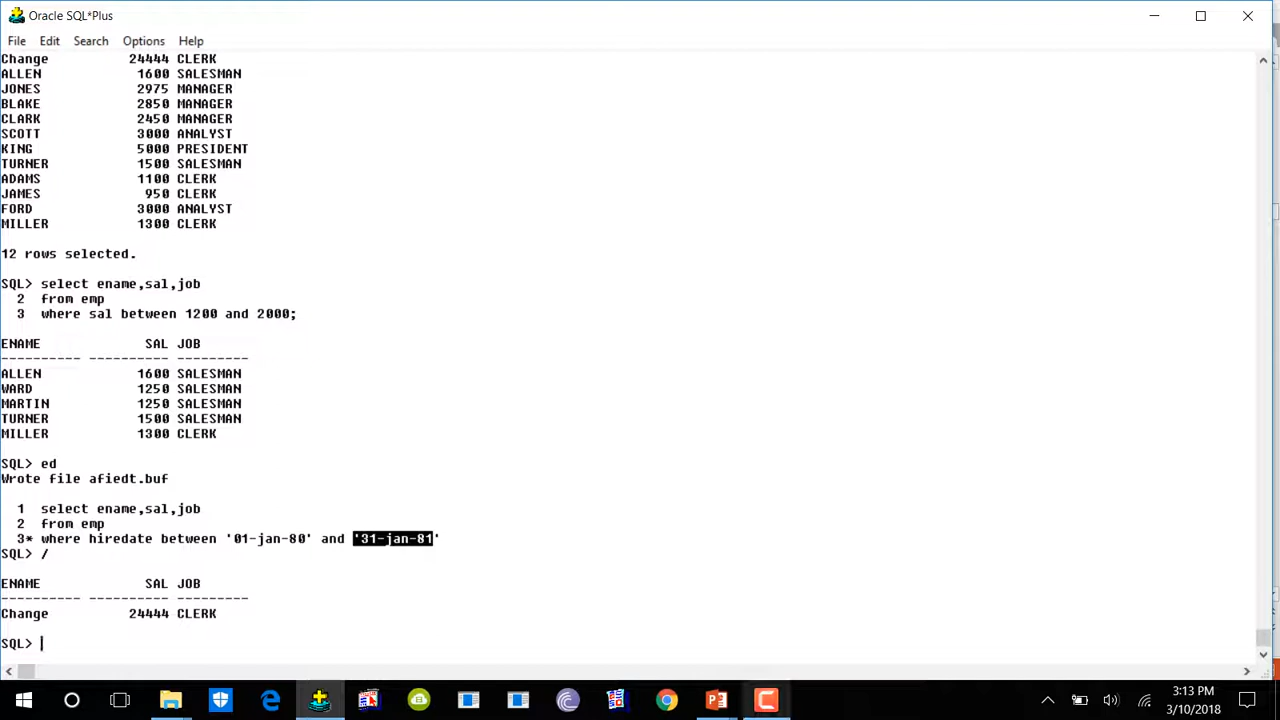 Oracle SQL*Plus
File Edit Search Options Help
Change 24444 CLERK
ALLEN 1600 SALESMAN
JONES 2975 MANAGER
BLAKE 2850 MANAGER
CLARK 2450 MANAGER
SCOTT 3000 ANALYST
KING 5000 PRESIDENT
TURNER 1500 SALESMAN
ADAMS 1100 CLERK
JAMES 950 CLERK
FORD 3000 ANALYST
MILLER 1300 CLERK
12 rows selected.
SQL> select ename,sal,job
2 from emp
3 where sal between 1200 and 2000;
ENAME SAL JOB
---------- ---------- ---------
ALLEN 1600 SALESMAN
WARD 1250 SALESMAN
MARTIN 1250 SALESMAN
TURNER 1500 SALESMAN
MILLER 1300 CLERK
SQL> ed
Wrote file afiedt.buf
1 select ename,sal,job
2 from emp
3* where hiredate between '01-jan-80' and '31-jan-81'
SQL> /
ENAME SAL JOB
---------- ---------- ---------
Change 24444 CLERK
SQL>
3:13 PM
3/10/2018